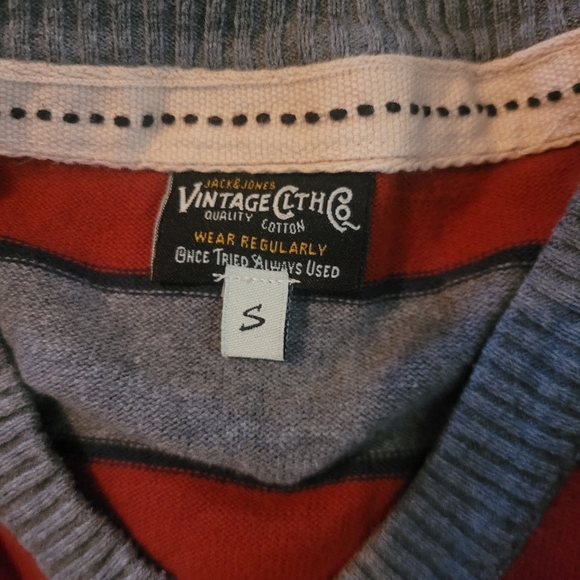 JACK & JONES
VINTAGE CLTH Co.
QUALITY COTTON
WEAR REGULARLY
ONCE TRIED ALWAYS USED
S